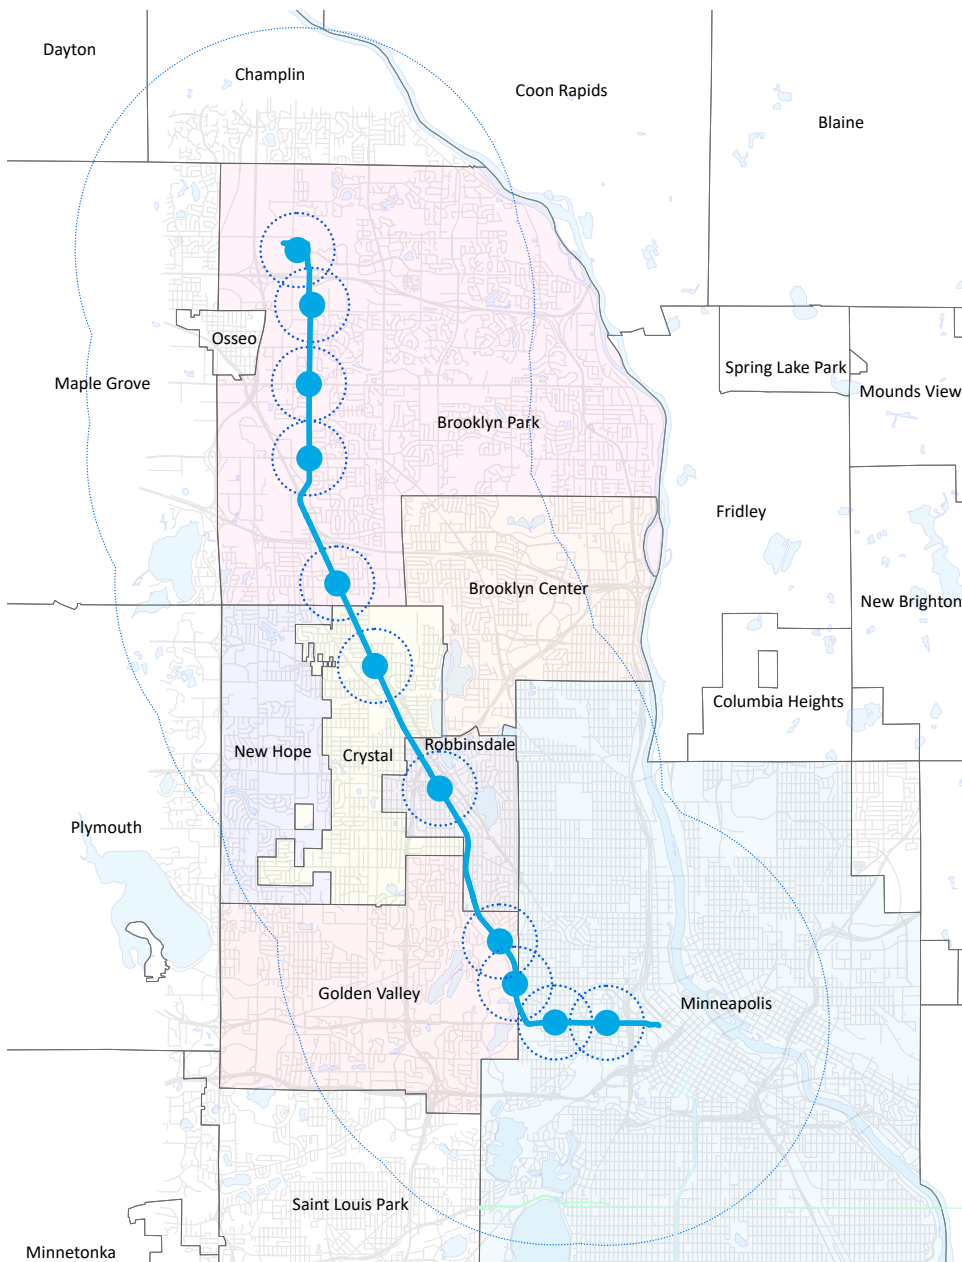 Dayton
Champlin
Coon Rapids
Blaine
Osseo
Maple Grove
Spring Lake Park
Mounds View
Brooklyn Park
Fridley
Brooklyn Center
New Brighton
Columbia Heights
New Hope
Crystal
Robbinsdale
Plymouth
Golden Valley
Minneapolis
Saint Louis Park
Minnetonka